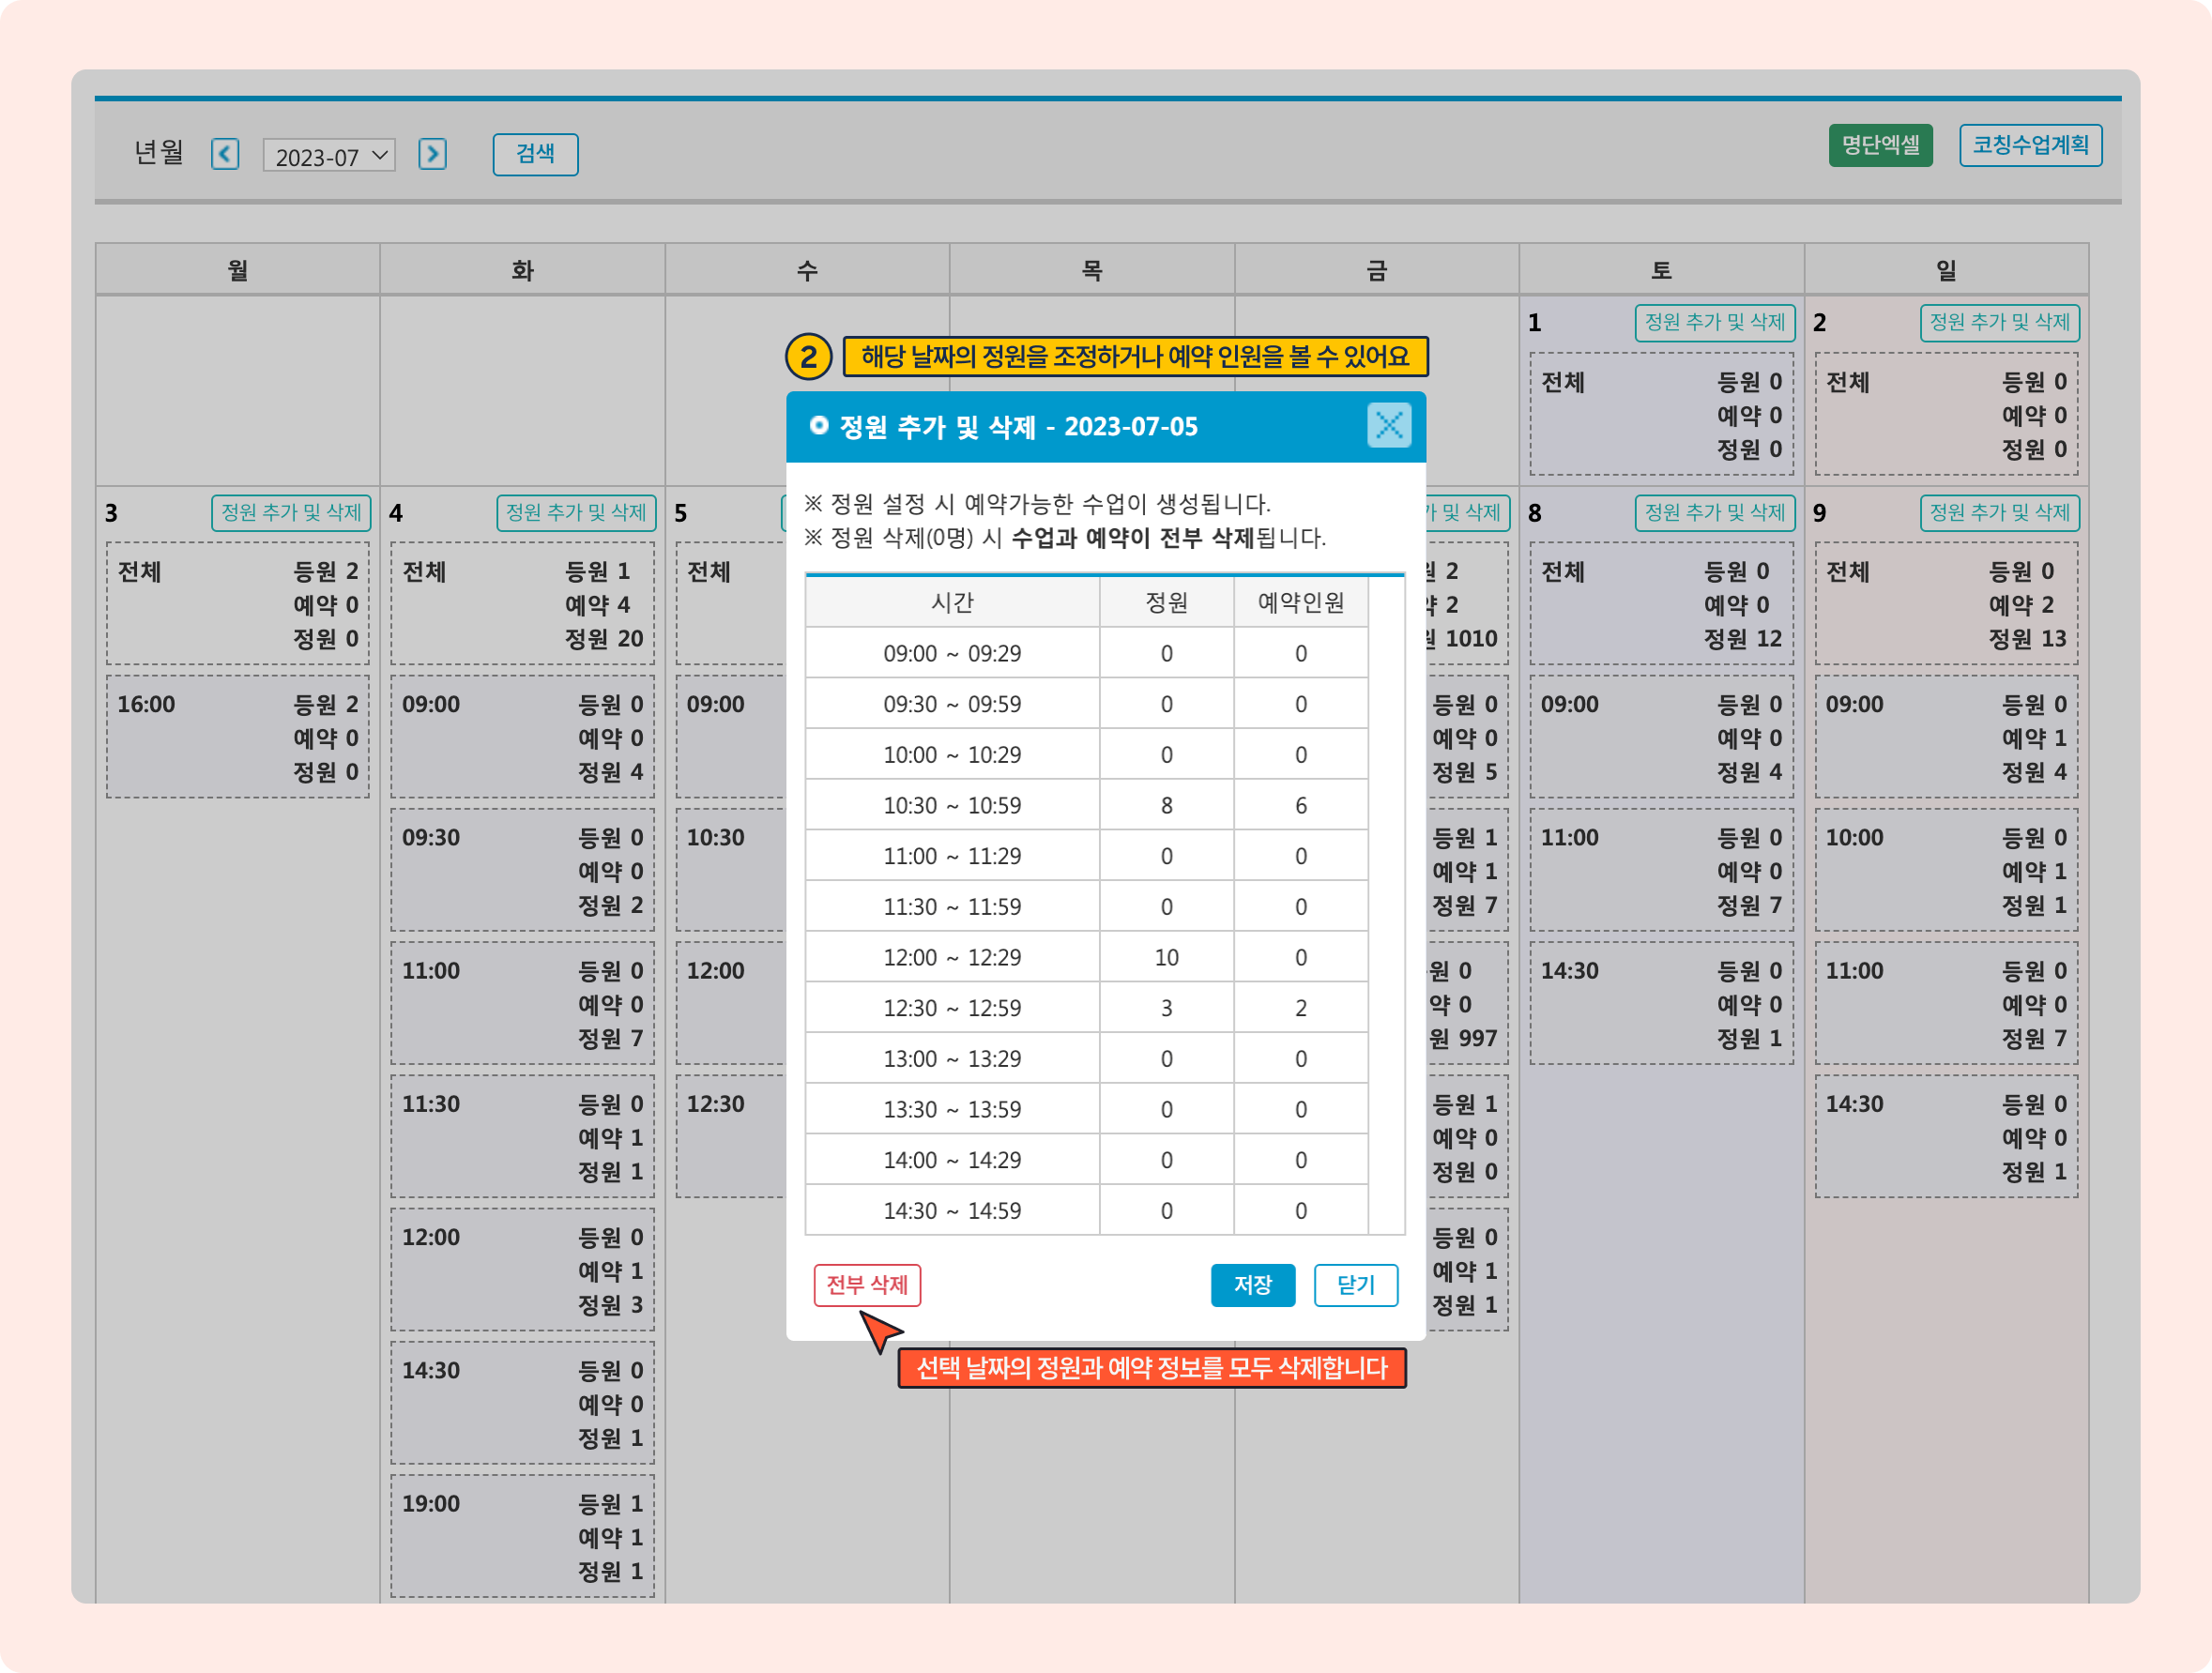 년월 2023-07 검색 명단엑셀 코칭수업계획
월 화 수 목 금 토 일
1 정원 추가 및 삭제
전체 등원 0
예약 0
정원 0
2 정원 추가 및 삭제
전체 등원 0
예약 0
정원 0
2 해당 날짜의 정원을 조정하거나 예약 인원을 볼 수 있어요
정원 추가 및 삭제 - 2023-07-05
※ 정원 설정 시 예약가능한 수업이 생성됩니다.
※ 정원 삭제(0명) 시 수업과 예약이 전부 삭제됩니다.
시간 정원 예약인원
09:00 ~ 09:29 0 0
09:30 ~ 09:59 0 0
10:00 ~ 10:29 0 0
10:30 ~ 10:59 8 6
11:00 ~ 11:29 0 0
11:30 ~ 11:59 0 0
12:00 ~ 12:29 10 0
12:30 ~ 12:59 3 2
13:00 ~ 13:29 0 0
13:30 ~ 13:59 0 0
14:00 ~ 14:29 0 0
14:30 ~ 14:59 0 0
전부 삭제 저장 닫기
선택 날짜의 정원과 예약 정보를 모두 삭제합니다
3 정원 추가 및 삭제
전체 등원 2
예약 0
정원 0
16:00 등원 2
예약 0
정원 0
4 정원 추가 및 삭제
전체 등원 1
예약 4
정원 20
09:00 등원 0
예약 0
정원 4
09:30 등원 0
예약 0
정원 2
11:00 등원 0
예약 0
정원 7
11:30 등원 0
예약 1
정원 1
12:00 등원 0
예약 1
정원 3
14:30 등원 0
예약 0
정원 1
19:00 등원 1
예약 1
정원 1
5
전체
09:00
10:30
12:00
12:30
및 삭제
2
2
1010
등원 0
예약 0
정원 5
등원 1
예약 1
정원 7
원 0
약 0
원 997
등원 1
예약 0
정원 0
등원 0
예약 1
정원 1
8 정원 추가 및 삭제
전체 등원 0
예약 0
정원 12
09:00 등원 0
예약 0
정원 4
11:00 등원 0
예약 0
정원 7
14:30 등원 0
예약 0
정원 1
9 정원 추가 및 삭제
전체 등원 0
예약 2
정원 13
09:00 등원 0
예약 1
정원 4
10:00 등원 0
예약 1
정원 1
11:00 등원 0
예약 0
정원 7
14:30 등원 0
예약 0
정원 1